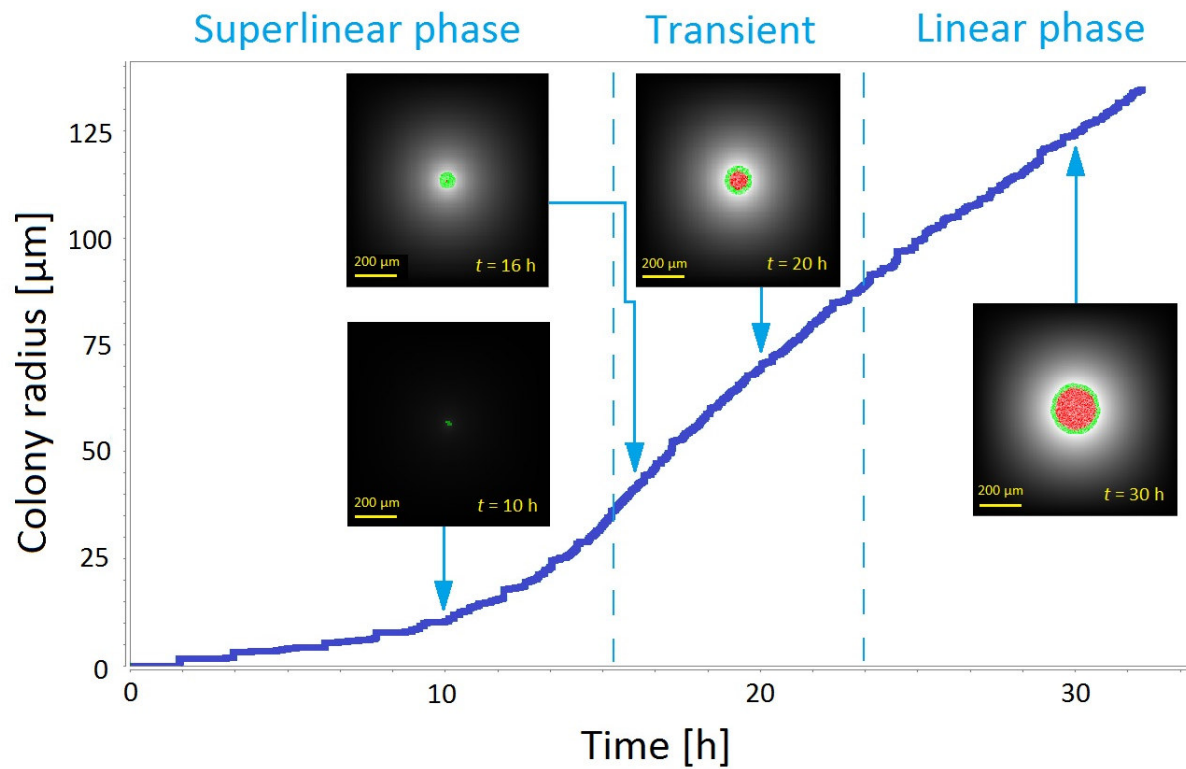 Superlinear phase
Transient
Linear phase
Colony radius [µm]
125
100
75
50
25
0
200 µm
t = 16 h
200 µm
t = 20 h
200 µm
t = 10 h
200 µm
t = 30 h
0
10
20
30
Time [h]